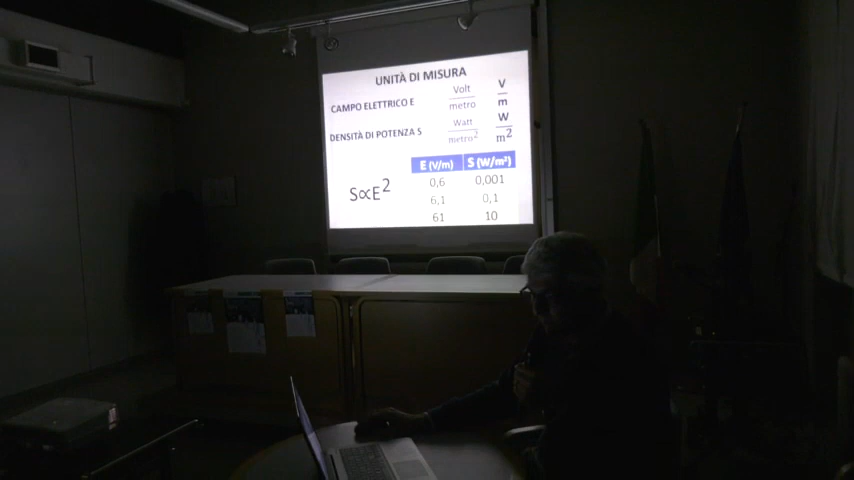 UNITÀ DI MISURA
CAMPO ELETTRICO E Volt/metro V/m
DENSITÀ DI POTENZA S Watt/metro² W/m²
E (V/m) S (W/m²)
0,6 0,001
S∝E² 6,1 0,1
61 10